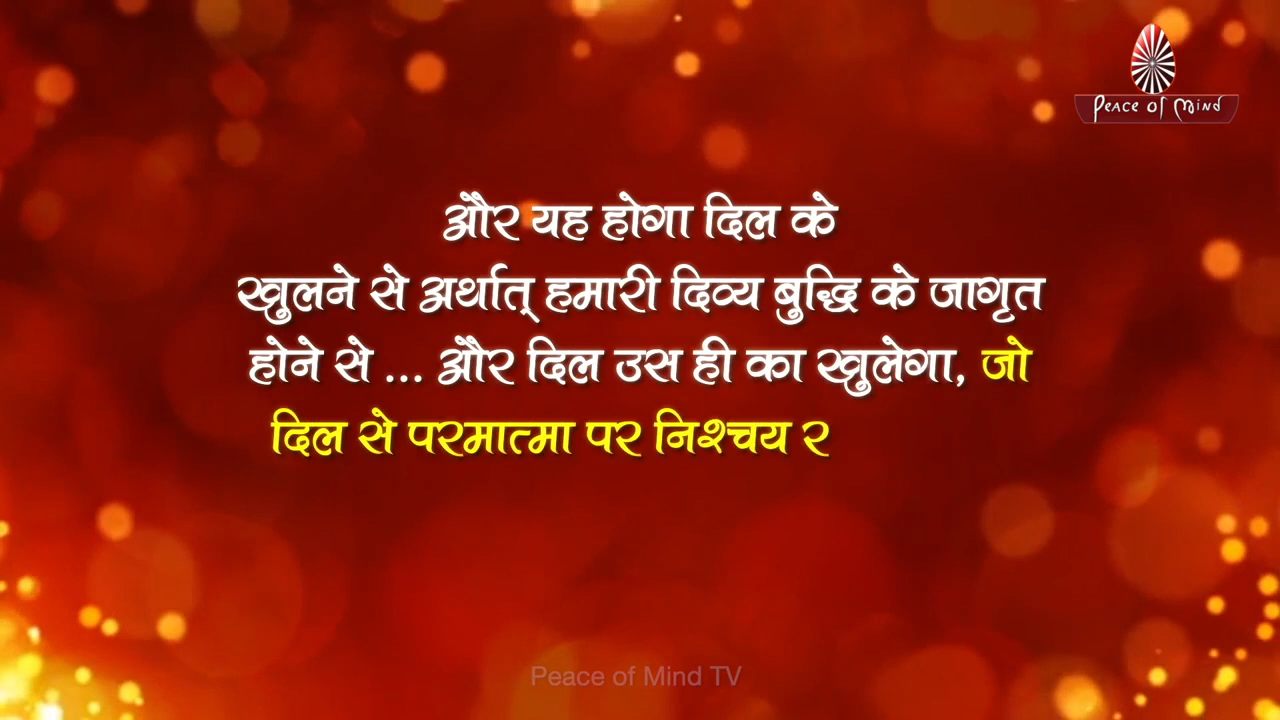 Peace of Mind
और यह होगा दिल के
खुलने से अर्थात् हमारी दिव्य बुद्धि के जागृत
होने से ... और दिल उस ही का खुलेगा, जो
दिल से परमात्मा पर निश्चय र
Peace of Mind TV